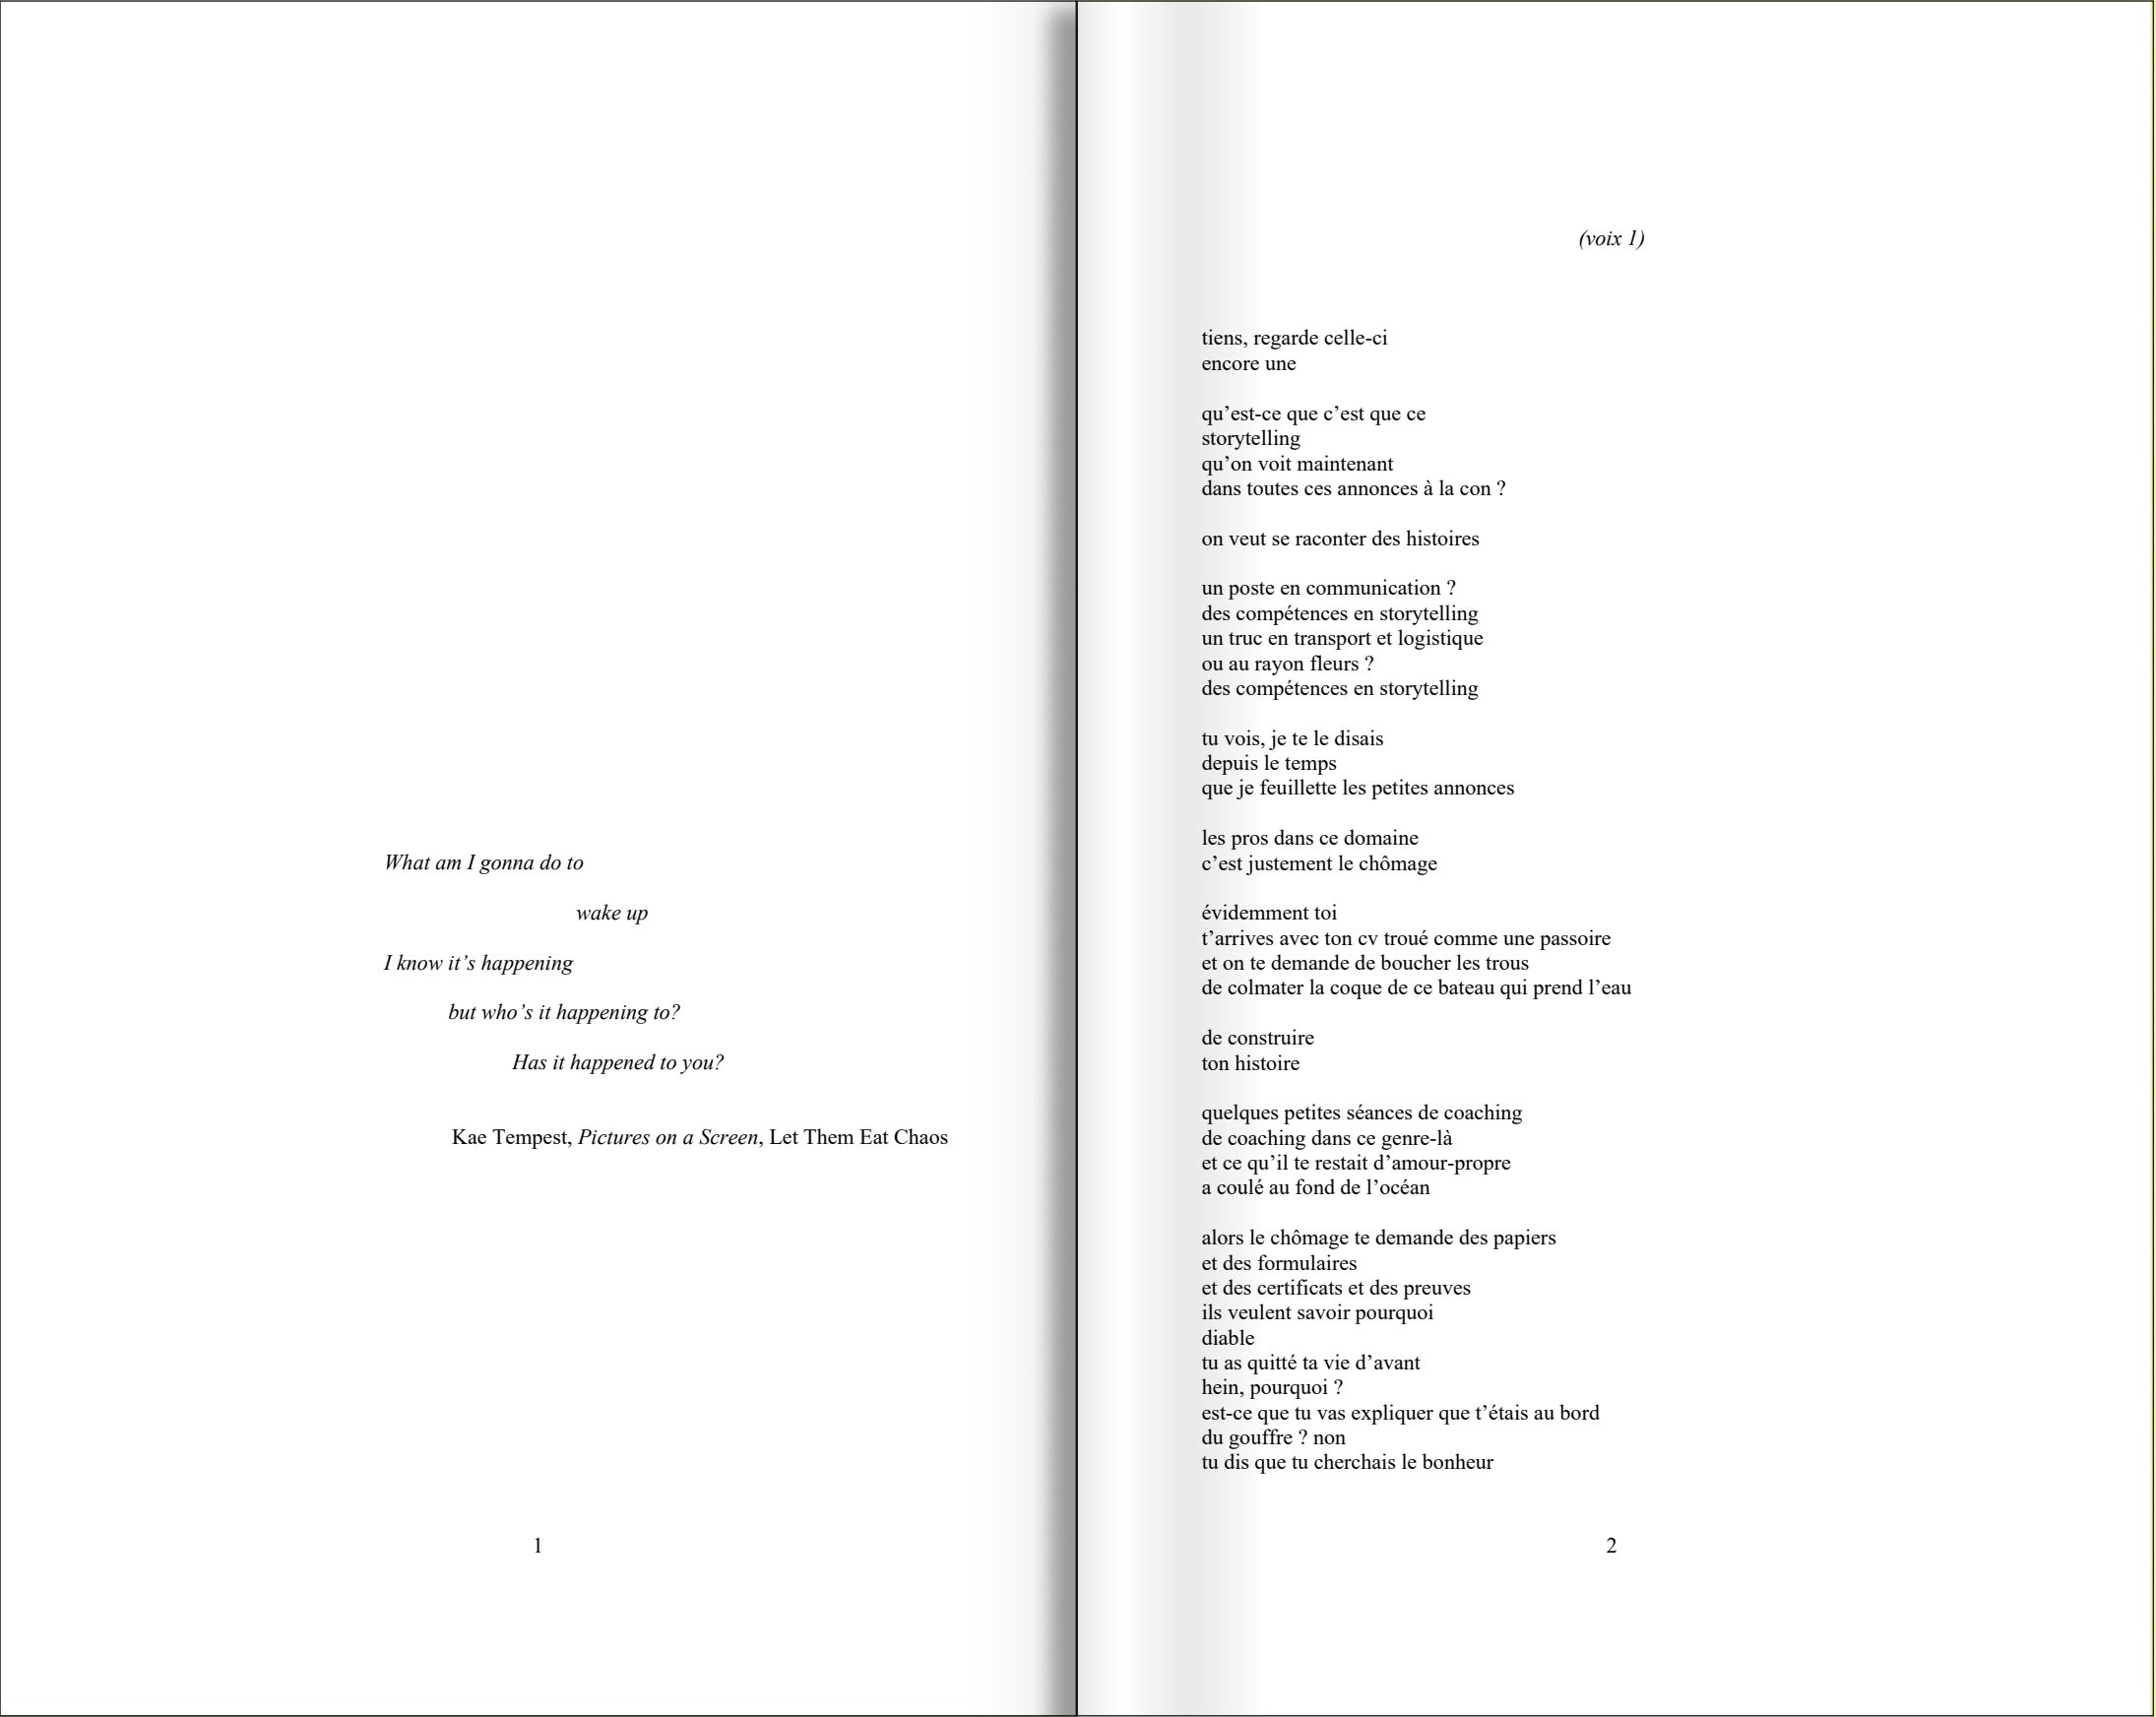 What am I gonna do to
wake up
I know it’s happening
but who’s it happening to?
Has it happened to you?
Kae Tempest, Pictures on a Screen, Let Them Eat Chaos
1
(voix 1)
tiens, regarde celle-ci
encore une
qu’est-ce que c’est que ce
storytelling
qu’on voit maintenant
dans toutes ces annonces à la con ?
on veut se raconter des histoires
un poste en communication ?
des compétences en storytelling
un truc en transport et logistique
ou au rayon fleurs ?
des compétences en storytelling
tu vois, je te le disais
depuis le temps
que je feuillette les petites annonces
les pros dans ce domaine
c’est justement le chômage
évidemment toi
t’arrives avec ton cv troué comme une passoire
et on te demande de boucher les trous
de colmater la coque de ce bateau qui prend l’eau
de construire
ton histoire
quelques petites séances de coaching
de coaching dans ce genre-là
et ce qu’il te restait d’amour-propre
a coulé au fond de l’océan
alors le chômage te demande des papiers
et des formulaires
et des certificats et des preuves
ils veulent savoir pourquoi
diable
tu as quitté ta vie d’avant
hein, pourquoi ?
est-ce que tu vas expliquer que t’étais au bord
du gouffre ? non
tu dis que tu cherchais le bonheur
2